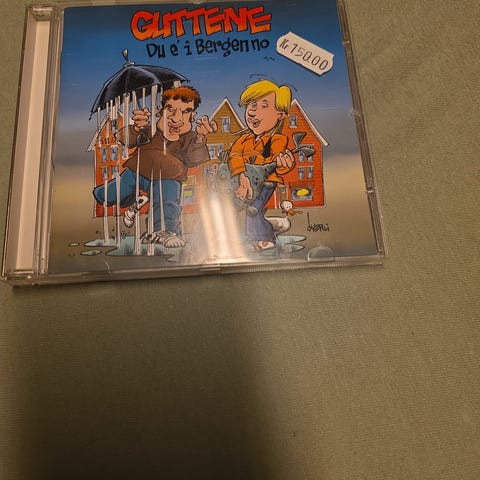 GUTTENE
Du e' i Bergen no
Kr 150.00